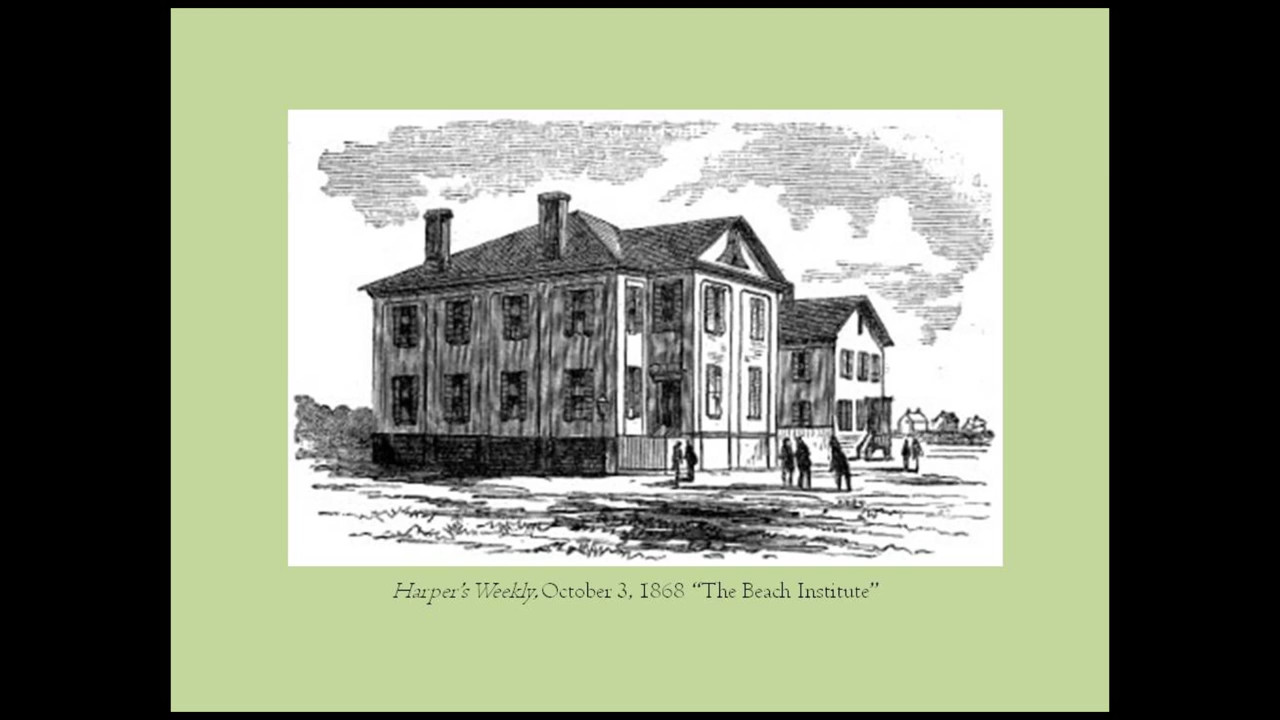 Harper's Weekly, October 3, 1868 “The Beach Institute”